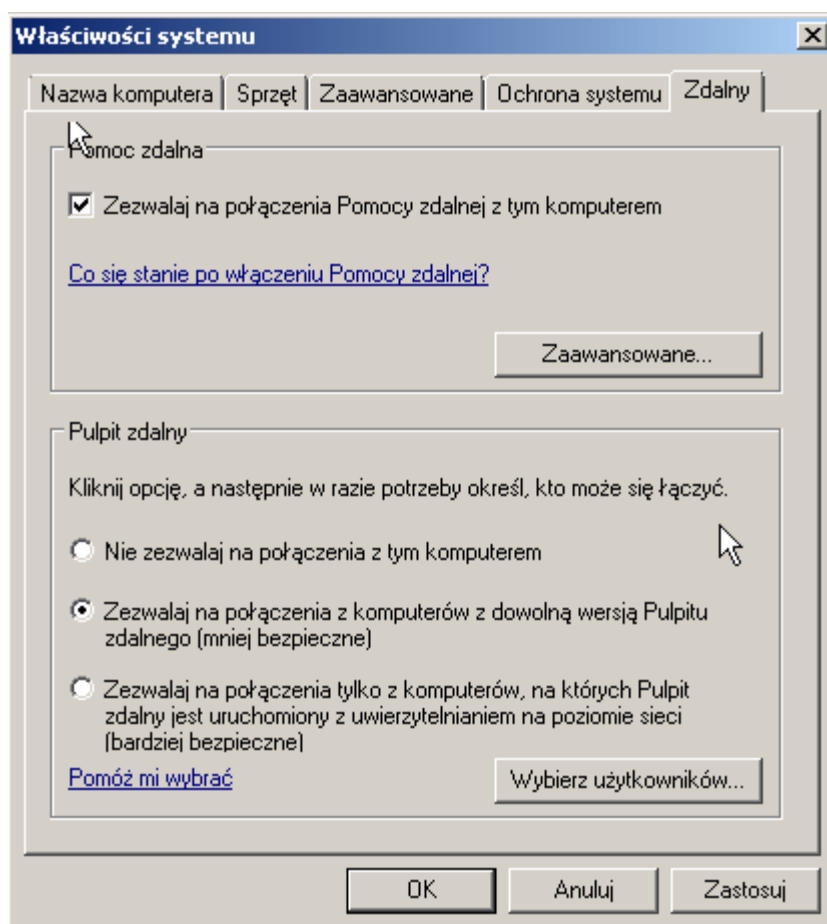 Właściwości systemu
Nazwa komputera Sprzęt Zaawansowane Ochrona systemu Zdalny
Pomoc zdalna
Zezwalaj na połączenia Pomocy zdalnej z tym komputerem
Co się stanie po włączeniu Pomocy zdalnej?
Zaawansowane...
Pulpit zdalny
Kliknij opcję, a następnie w razie potrzeby określ, kto może się łączyć.
Nie zezwalaj na połączenia z tym komputerem
Zezwalaj na połączenia z komputerów z dowolną wersją Pulpitu
zdalnego (mniej bezpieczne)
Zezwalaj na połączenia tylko z komputerów, na których Pulpit
zdalny jest uruchomiony z uwierzytelnianiem na poziomie sieci
(bardziej bezpieczne)
Pomóż mi wybrać Wybierz użytkowników...
OK Anuluj Zastosuj